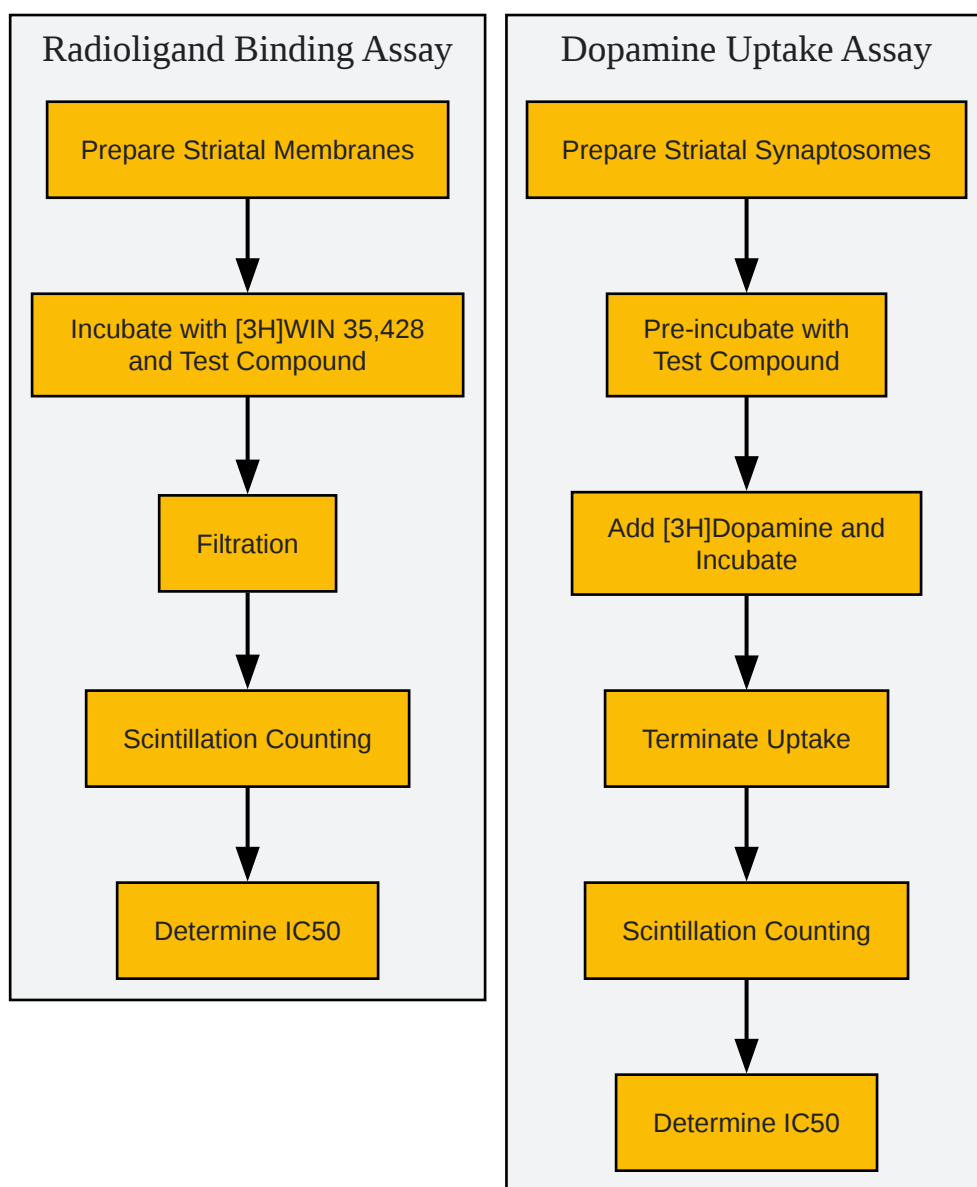 Radioligand Binding Assay
Prepare Striatal Membranes
Incubate with [3H]WIN 35,428
and Test Compound
Filtration
Scintillation Counting
Determine IC50
Dopamine Uptake Assay
Prepare Striatal Synaptosomes
Pre-incubate with
Test Compound
Add [3H]Dopamine and
Incubate
Terminate Uptake
Scintillation Counting
Determine IC50